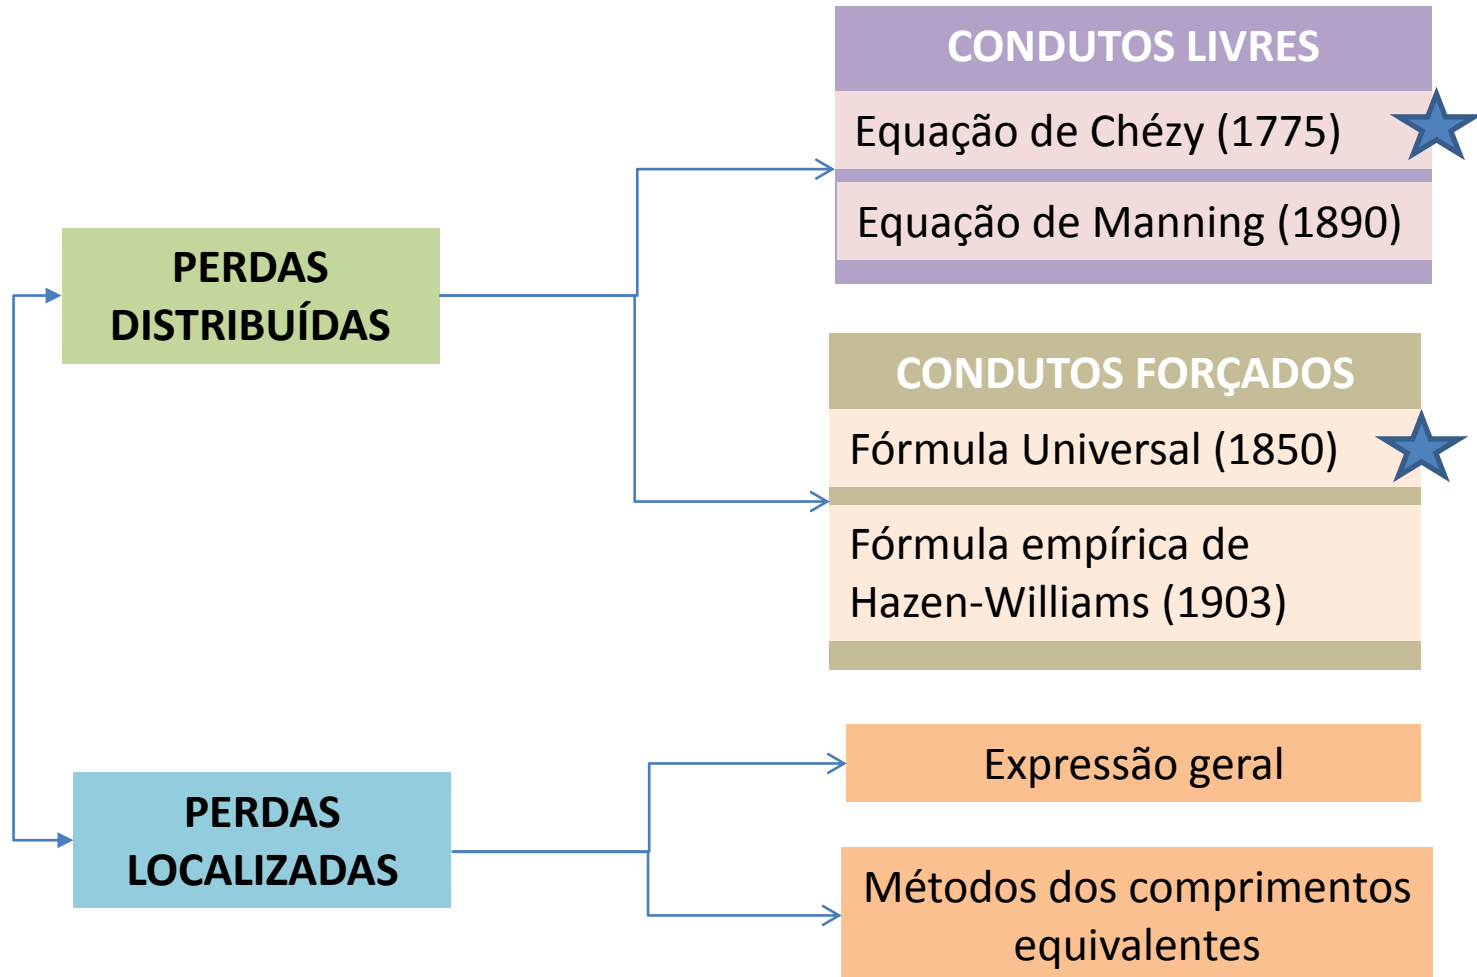 PERDAS
DISTRIBUÍDAS
CONDUTOS LIVRES
Equação de Chézy (1775)
Equação de Manning (1890)
CONDUTOS FORÇADOS
Fórmula Universal (1850)
Fórmula empírica de
Hazen-Williams (1903)
PERDAS
LOCALIZADAS
Expressão geral
Métodos dos comprimentos
equivalentes